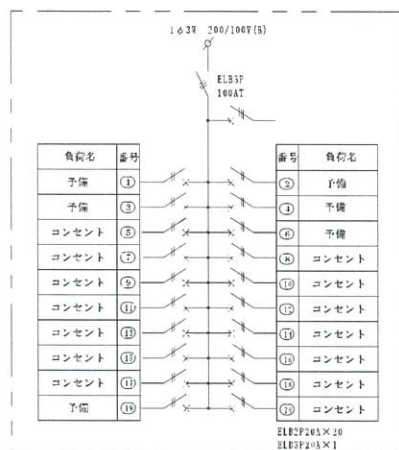 1φ3W 200/100V(B)
ELB3P
100AT
負荷名 番号 番号 負荷名
予備 ① ② 予備
予備 ③ ④ 予備
コンセント ⑤ ⑥ 予備
コンセント ⑦ ⑧ コンセント
コンセント ⑨ ⑩ コンセント
コンセント ⑪ ⑫ コンセント
コンセント ⑬ ⑭ コンセント
コンセント ⑮ ⑯ コンセント
コンセント ⑰ ⑱ コンセント
予備 ⑲ ⑳ コンセント
ELB2P20A×20
ELB3P20A×1